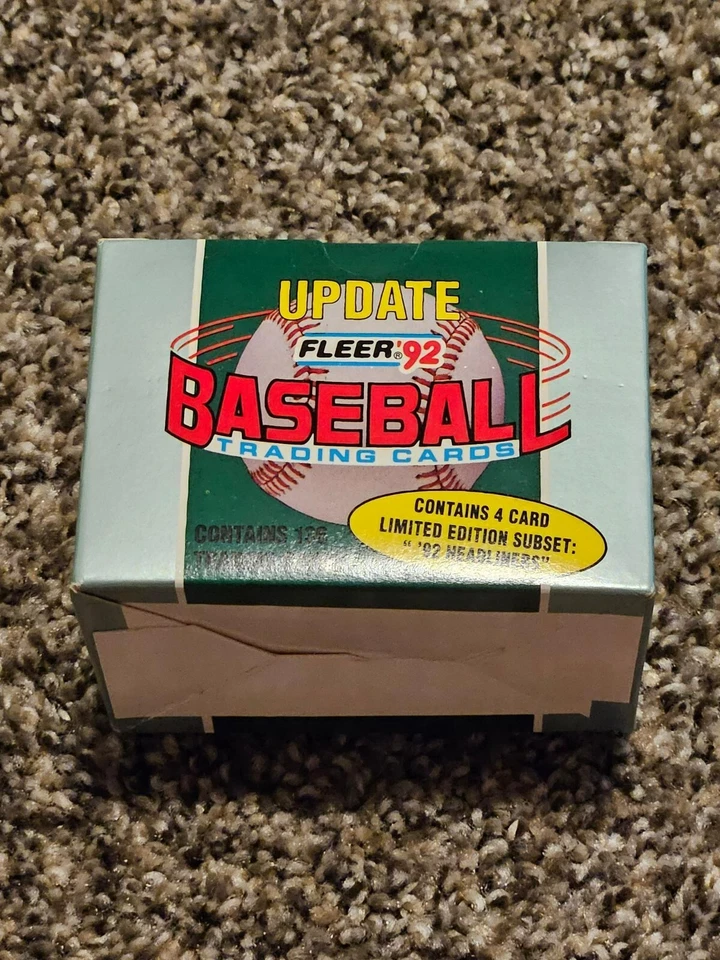 UPDATE
FLEER® '92
BASEBALL
TRADING CARDS
CONTAINS 4 CARD
LIMITED EDITION SUBSET:
" '92 HEADLINERS"
CONTAINS